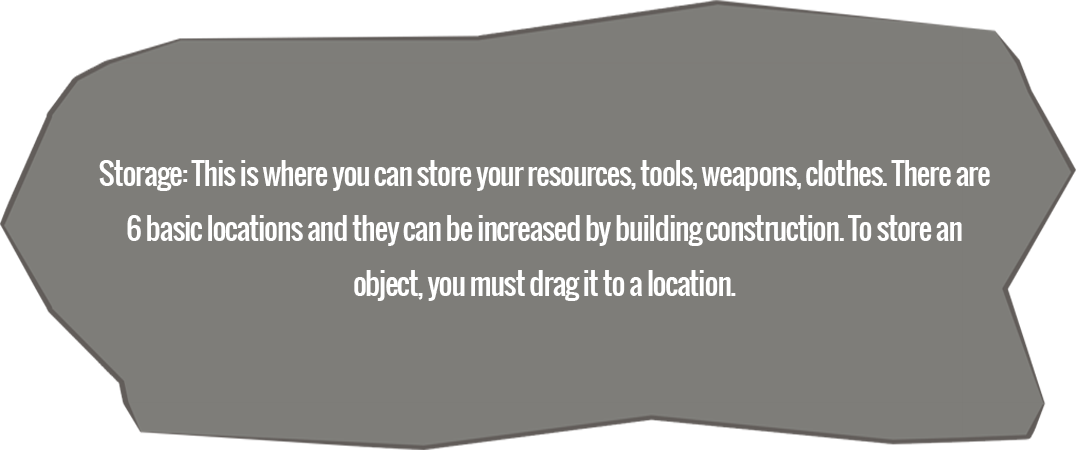 Storage: This is where you can store your resources, tools, weapons, clothes. There are
6 basic locations and they can be increased by building construction. To store an
object, you must drag it to a location.